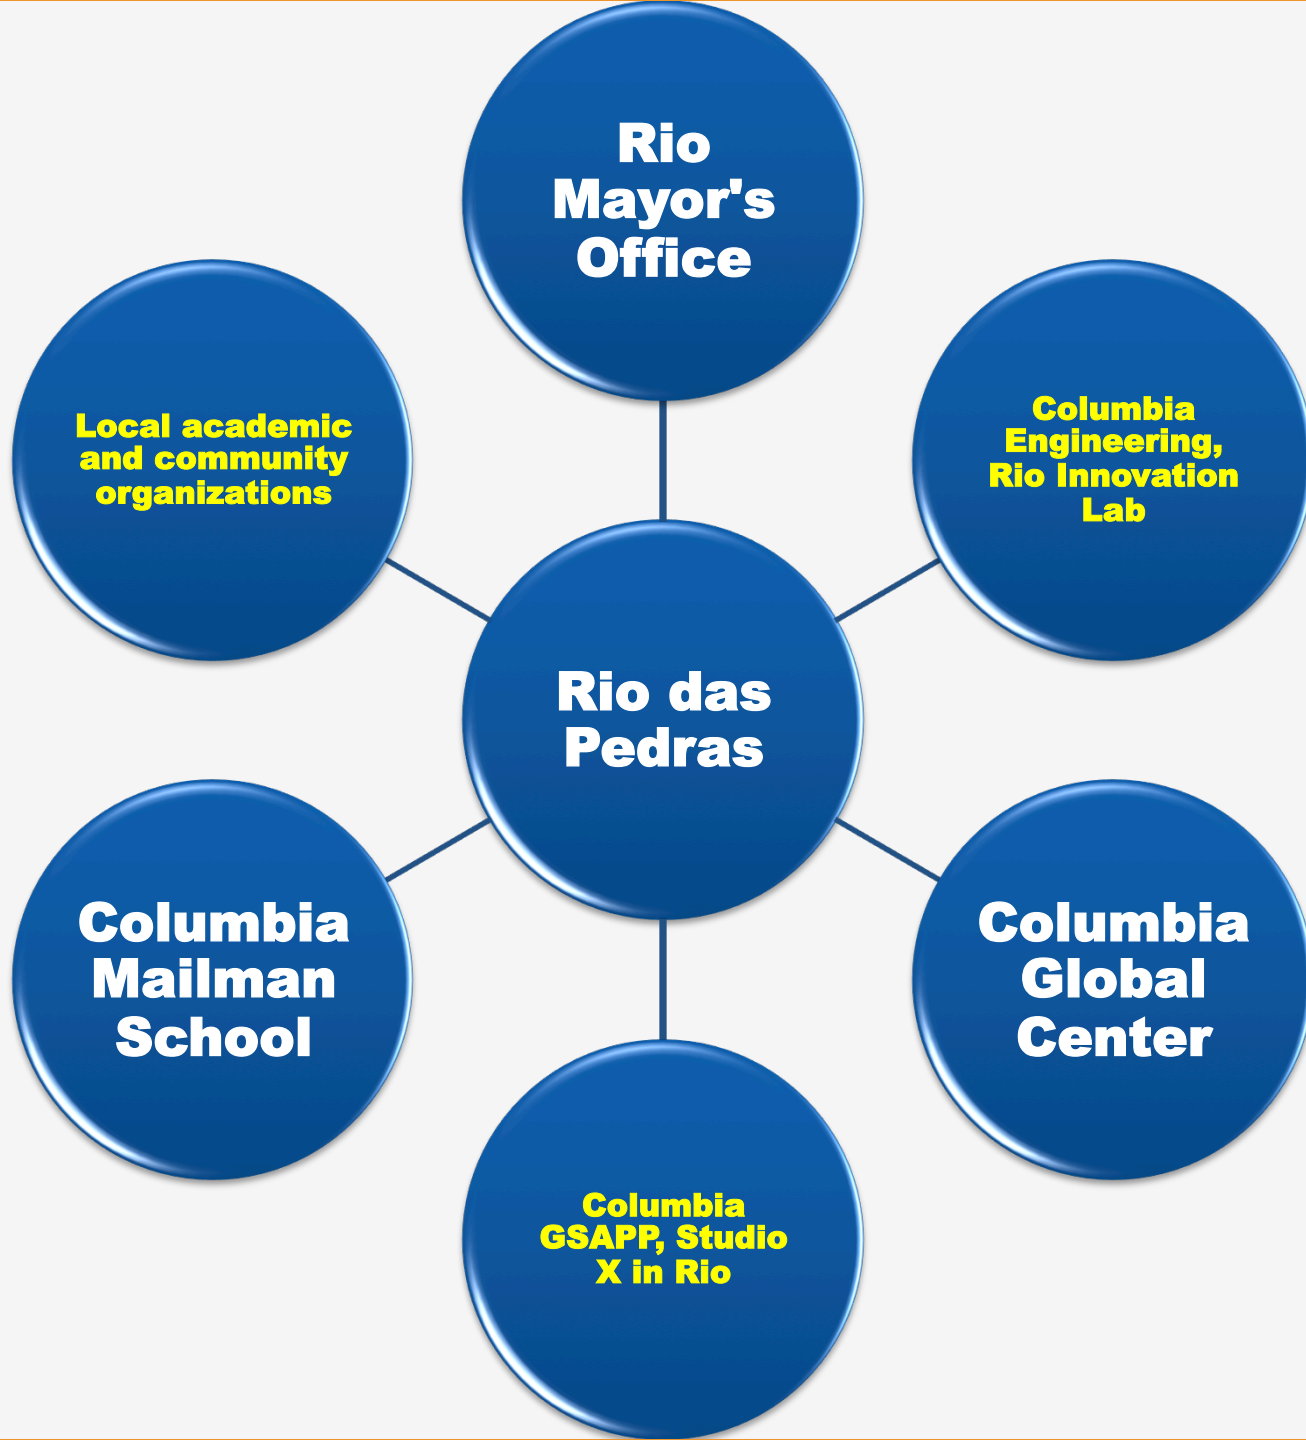 Rio
Mayor's
Office
Local academic
and community
organizations
Columbia
Engineering,
Rio Innovation
Lab
Rio das
Pedras
Columbia
Mailman
School
Columbia
Global
Center
Columbia
GSAPP, Studio
X in Rio